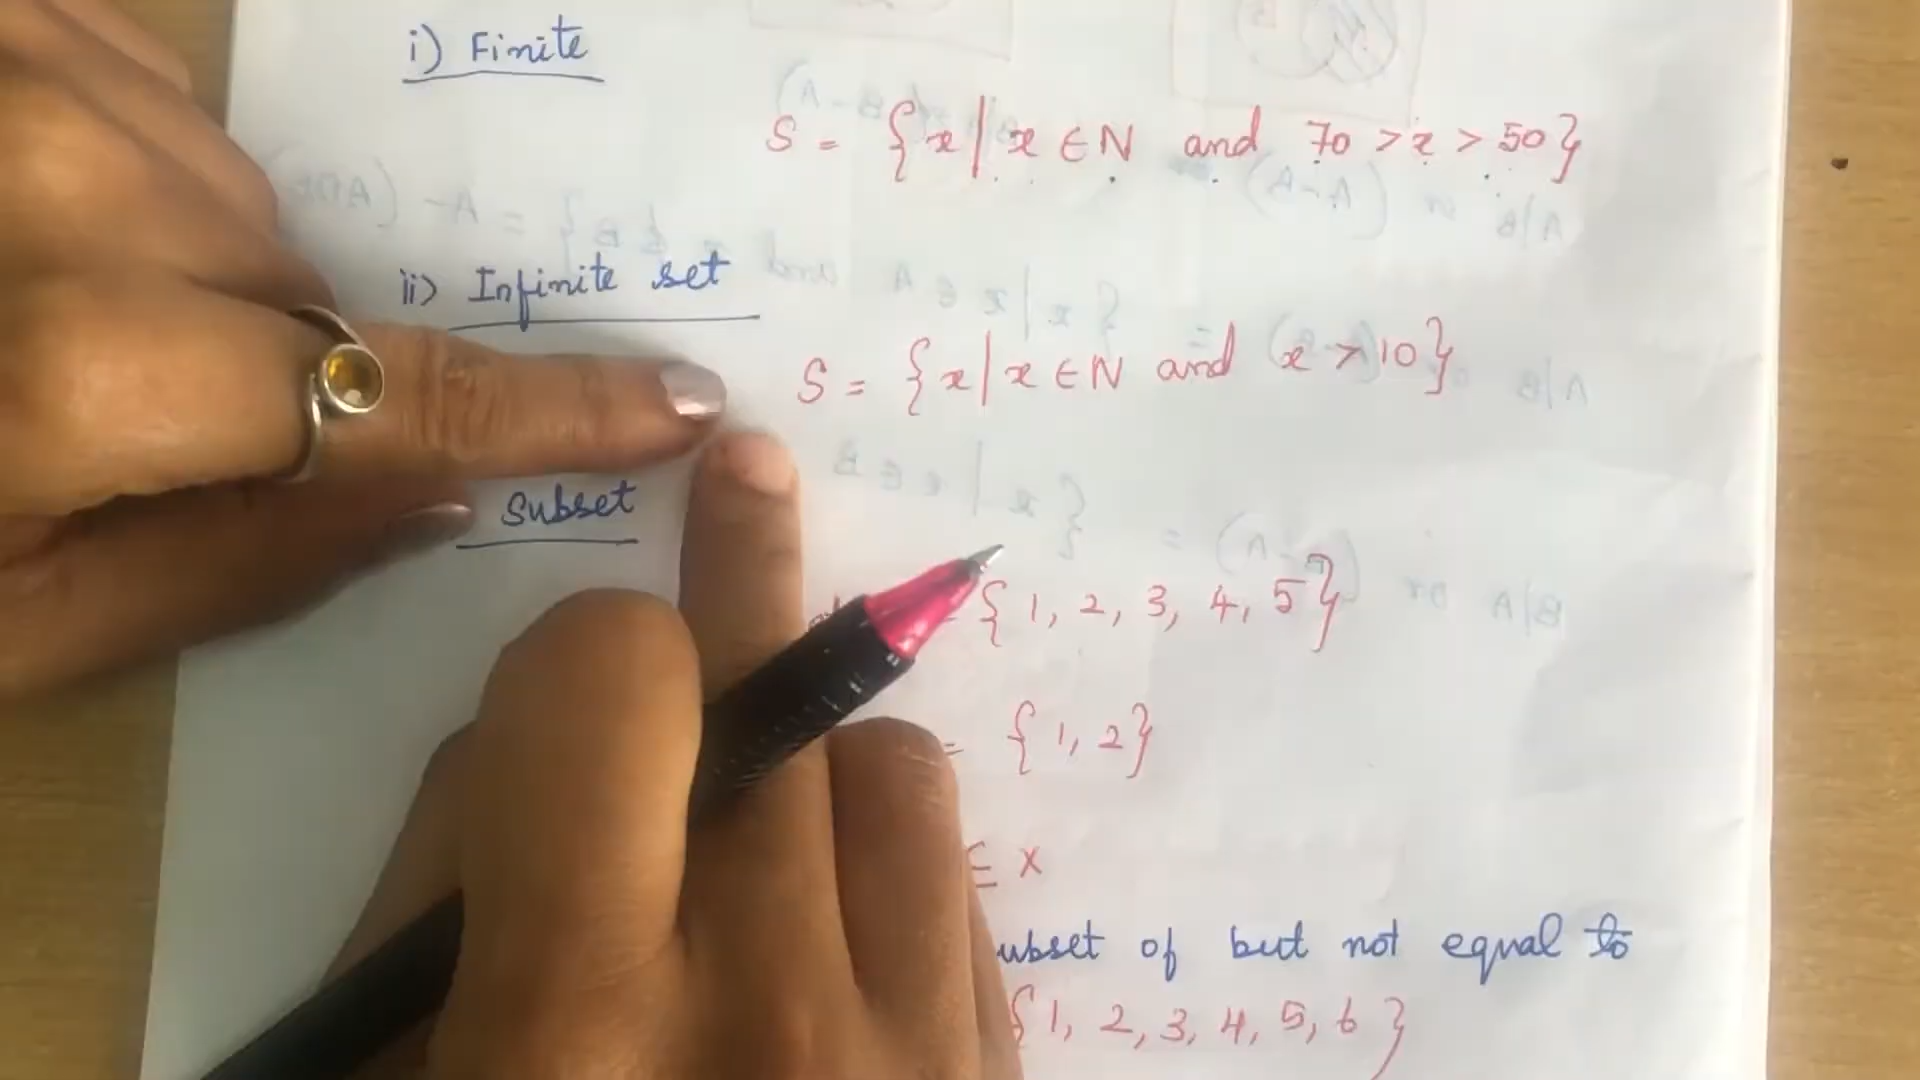 i) Finite
S = {x | x ∈ N and 70 > x > 50}
ii) Infinite set
S = {x | x ∈ N and x > 10}
Subset
= {1, 2, 3, 4, 5}
= {1, 2}
⊆ X
ubset of but not equal to
{1, 2, 3, 4, 5, 6}